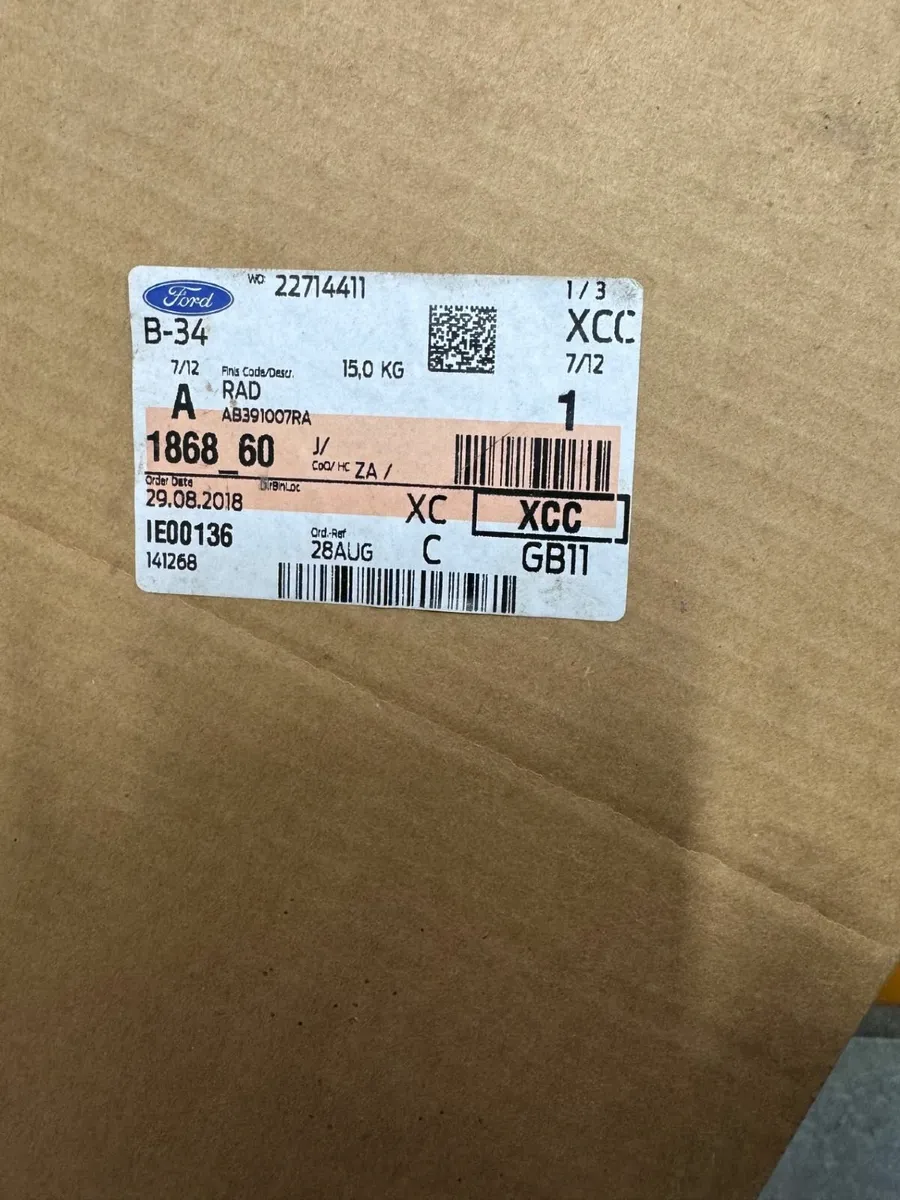 Ford
WO: 22714411
1 / 3
B-34
XCC
7/12
Finis Code/Descr.
15,0 KG
7/12
A
RAD
1
AB391007RA
1868_60
J/
CoO/ HC ZA /
Order Date
29.08.2018
XC
XCC
IE00136
Ord.-Ref
28AUG
C
GB11
141268